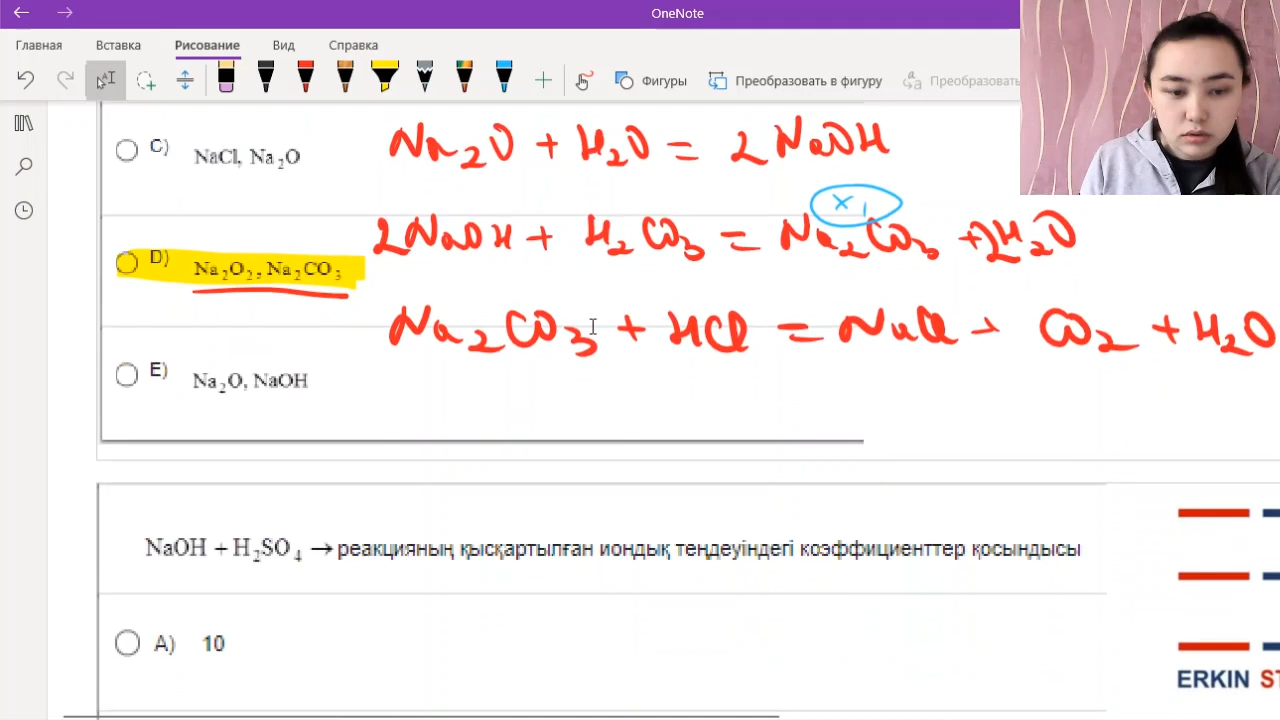 OneNote
Главная Вставка Рисование Вид Справка
Фигуры Преобразовать в фигуру Преобразовать
C) NaCl, Na₂O
Na₂O + H₂O = 2NaOH
x₁
2NaOH + H₂CO₃ = Na₂CO₃ + 2H₂O
D) Na₂O₂, Na₂CO₃
Na₂CO₃ + HCl = NaCl + CO₂ + H₂O
E) Na₂O, NaOH
NaOH + H₂SO₄ → реакцияның қысқартылған иондық теңдеуіндегі коэффициенттер қосындысы
A) 10
ERKIN ST